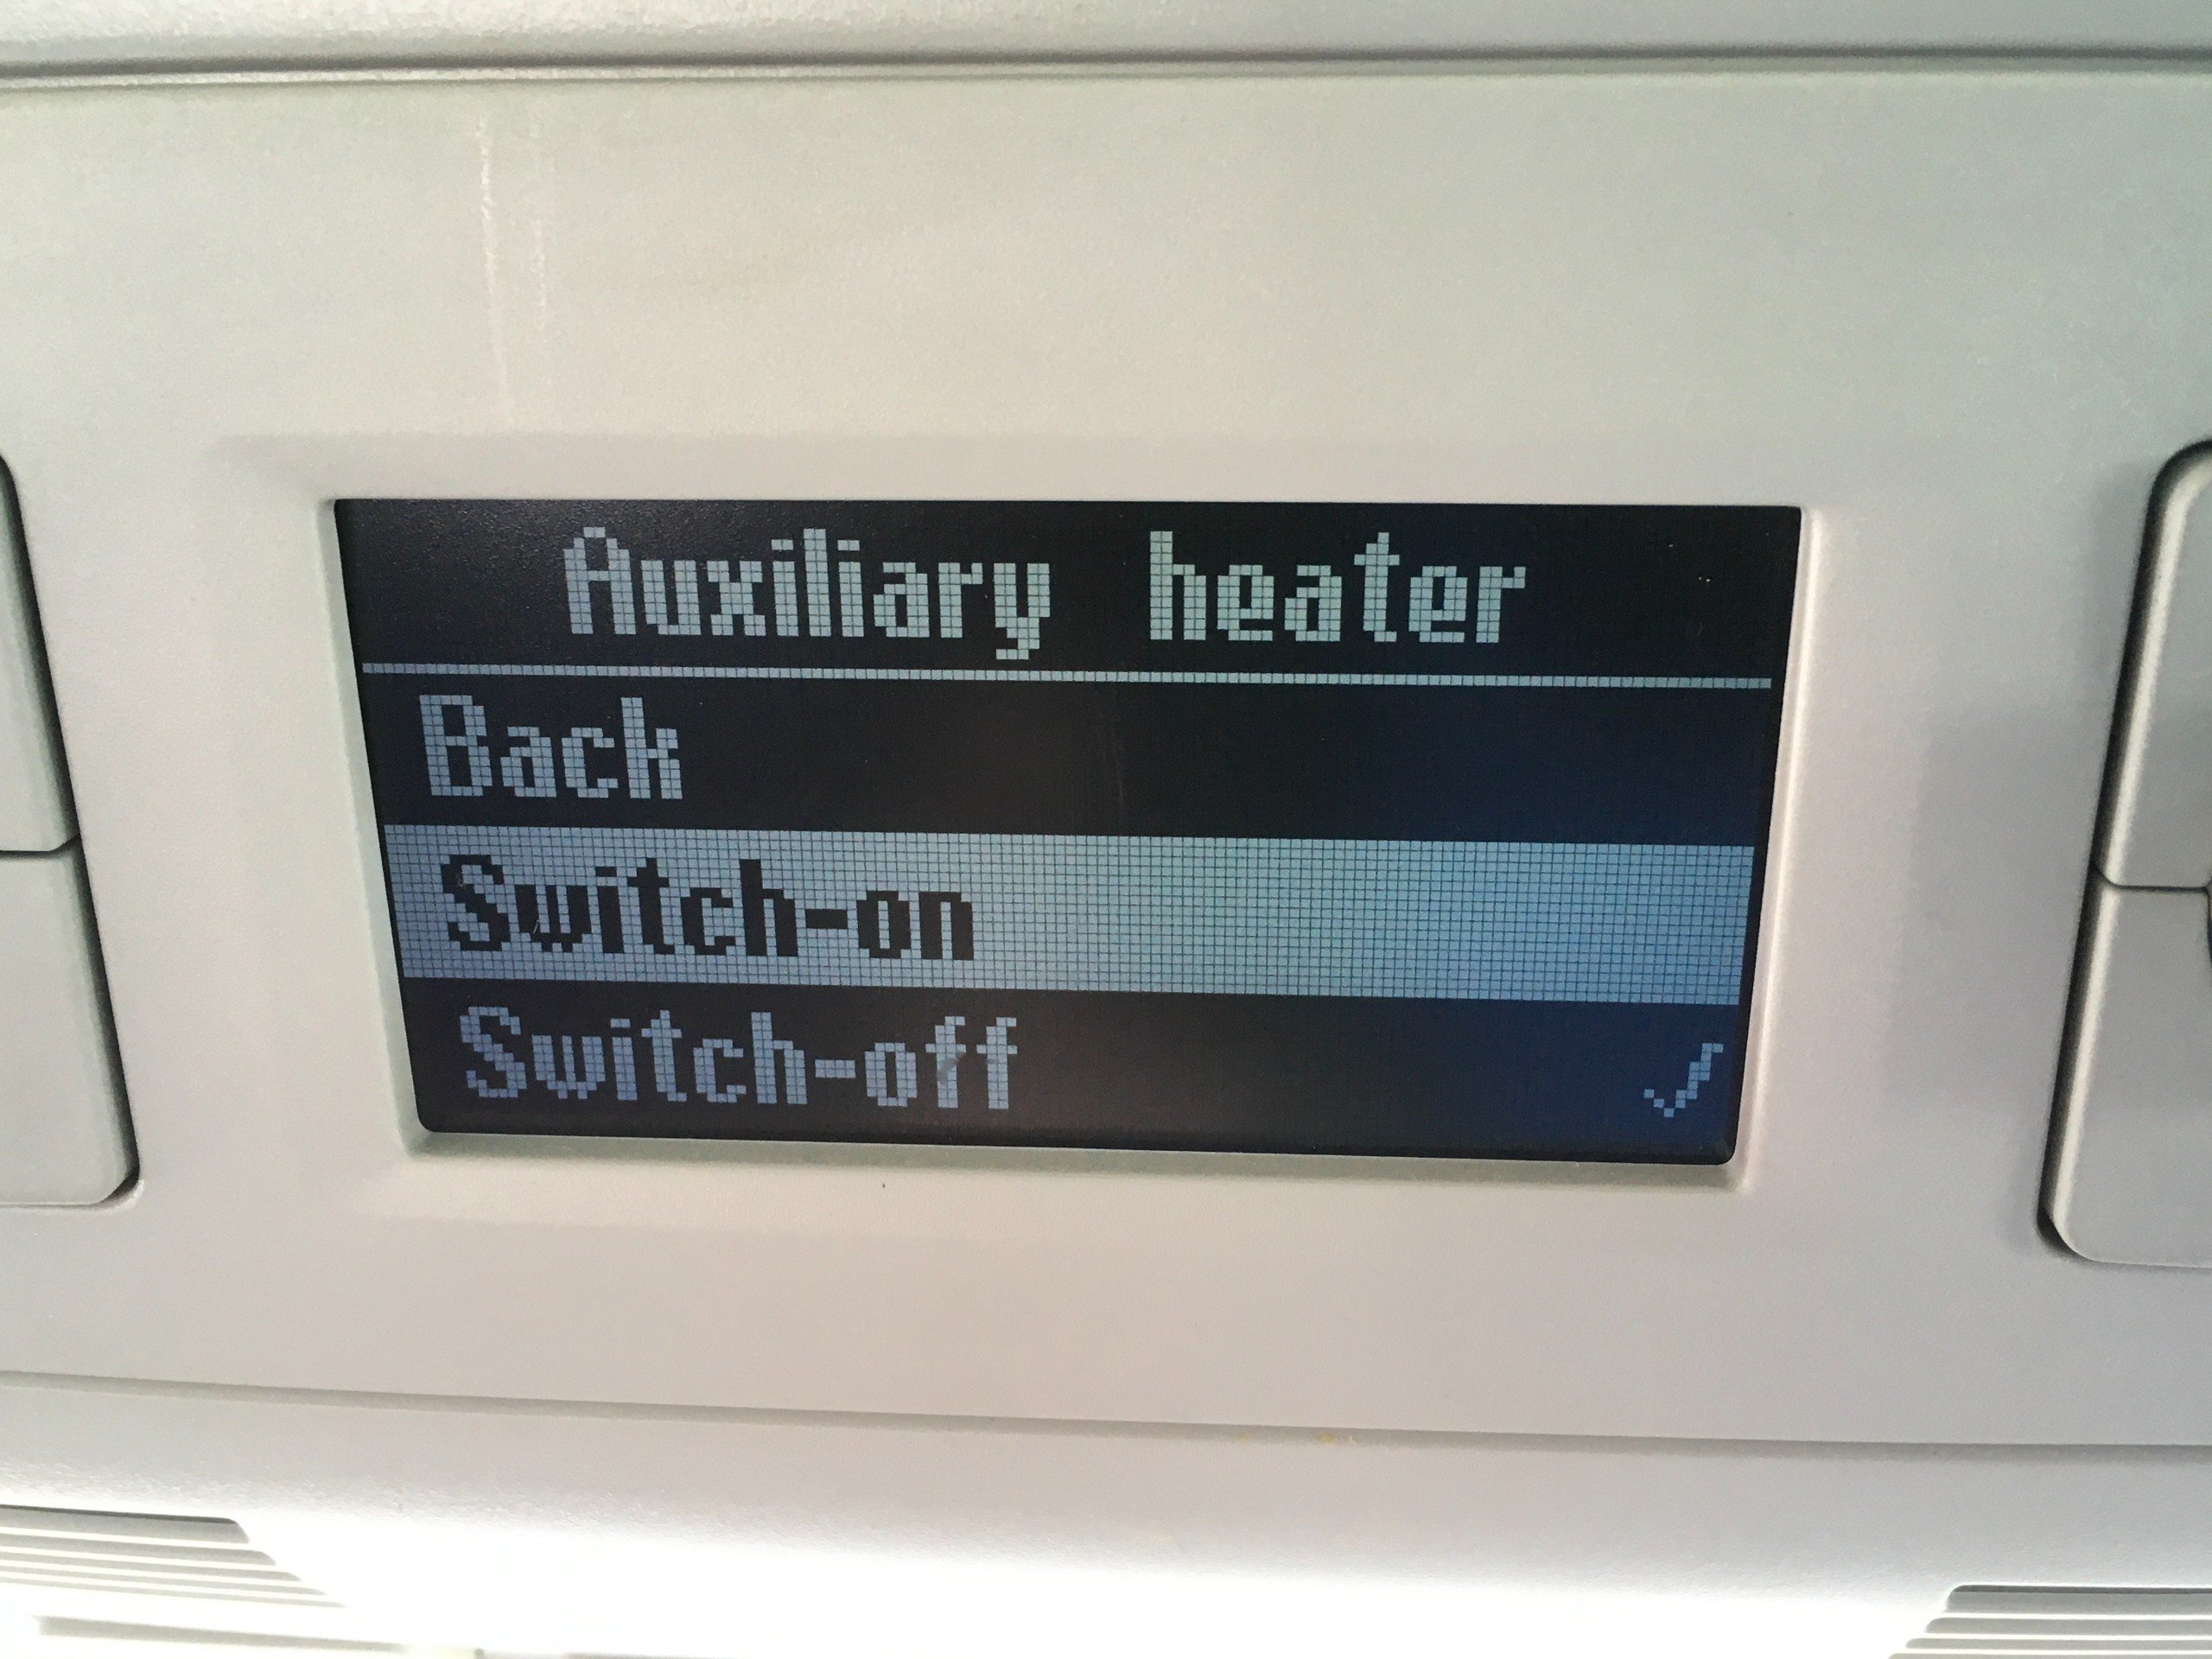 Auxiliary heater
Back
Switch-on
Switch-off ✓